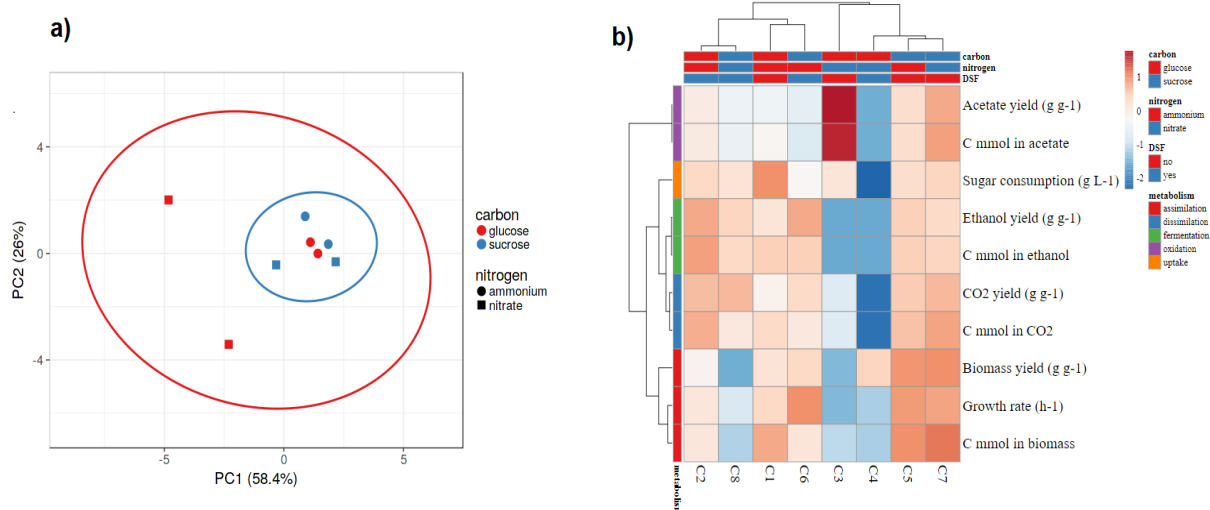 a)
PC2 (26%)
4
0
-4
-5
0
5
PC1 (58.4%)
carbon
glucose
sucrose
nitrogen
ammonium
nitrate
b)
carbon
nitrogen
DSF
Acetate yield (g g-1)
C mmol in acetate
Sugar consumption (g L-1)
Ethanol yield (g g-1)
C mmol in ethanol
CO2 yield (g g-1)
C mmol in CO2
Biomass yield (g g-1)
Growth rate (h-1)
C mmol in biomass
metabolism
C2
C8
C1
C6
C3
C4
C5
C7
1
0
-1
-2
carbon
glucose
sucrose
nitrogen
ammonium
nitrate
DSF
no
yes
metabolism
assimilation
dissimilation
fermentation
oxidation
uptake